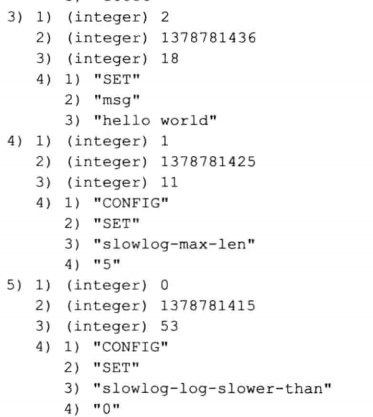 3) 1) (integer) 2
2) (integer) 1378781436
3) (integer) 18
4) 1) "SET"
2) "msg"
3) "hello world"
4) 1) (integer) 1
2) (integer) 1378781425
3) (integer) 11
4) 1) "CONFIG"
2) "SET"
3) "slowlog-max-len"
4) "5"
5) 1) (integer) 0
2) (integer) 1378781415
3) (integer) 53
4) 1) "CONFIG"
2) "SET"
3) "slowlog-log-slower-than"
4) "0"